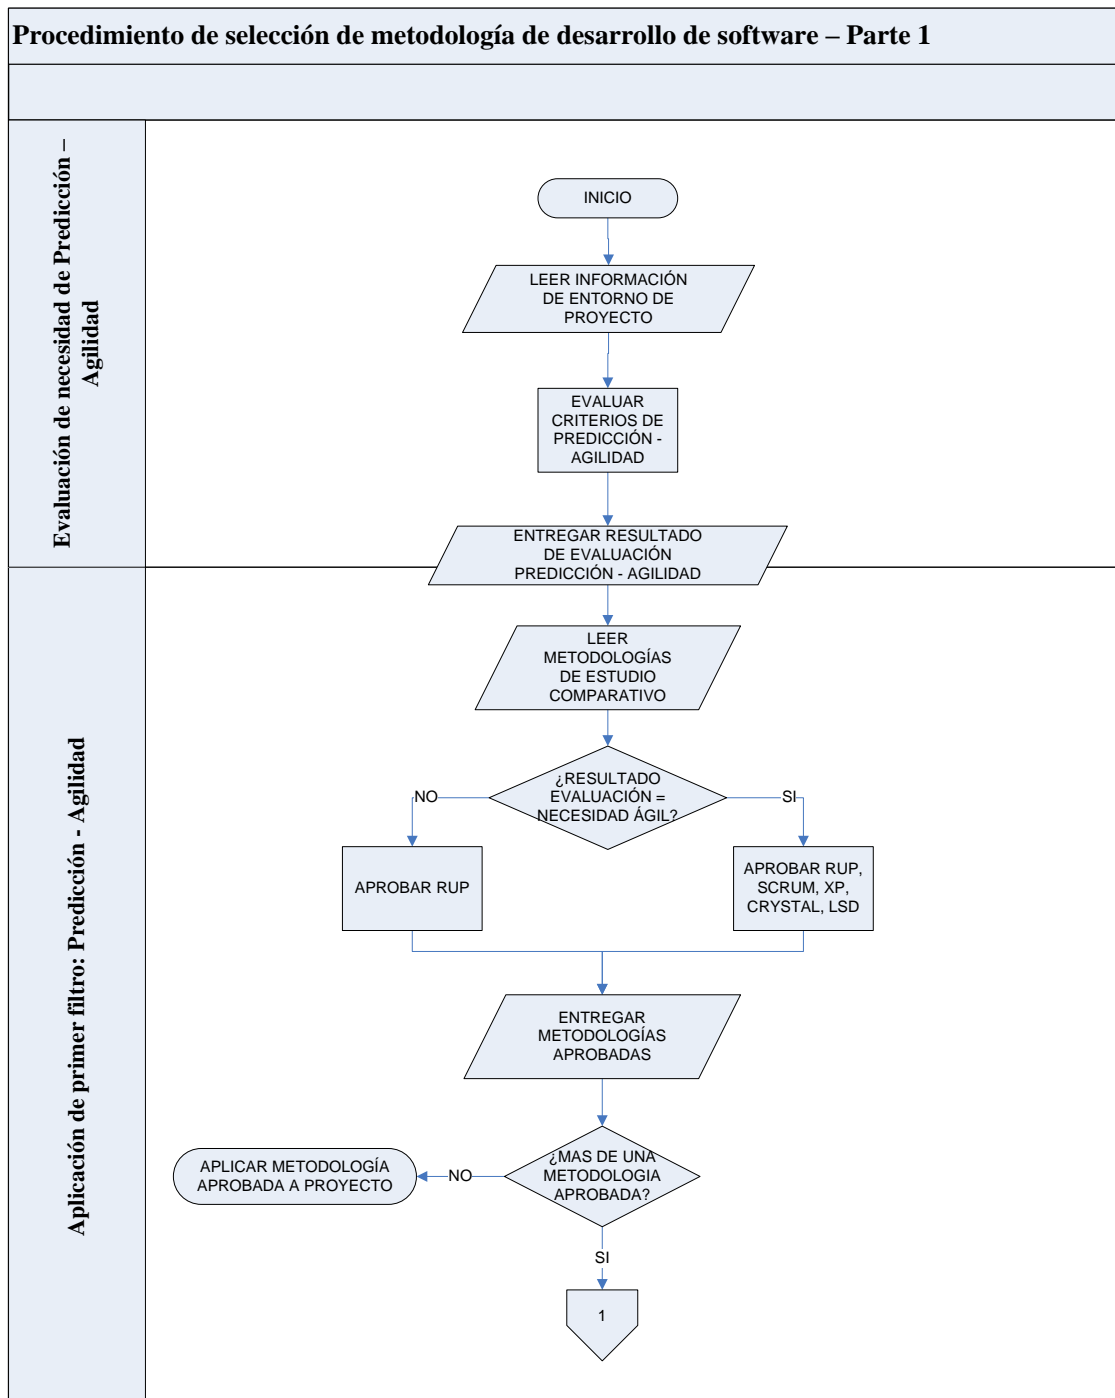 Procedimiento de selección de metodología de desarrollo de software – Parte 1
Evaluación de necesidad de Predicción –
Agilidad
INICIO
LEER INFORMACIÓN
DE ENTORNO DE
PROYECTO
EVALUAR
CRITERIOS DE
PREDICCIÓN -
AGILIDAD
ENTREGAR RESULTADO
DE EVALUACIÓN
PREDICCIÓN - AGILIDAD
Aplicación de primer filtro: Predicción - Agilidad
LEER
METODOLOGÍAS
DE ESTUDIO
COMPARATIVO
¿RESULTADO
EVALUACIÓN =
NECESIDAD ÁGIL?
NO
SI
APROBAR RUP
APROBAR RUP,
SCRUM, XP,
CRYSTAL, LSD
ENTREGAR
METODOLOGÍAS
APROBADAS
¿MAS DE UNA
METODOLOGIA
APROBADA?
NO
APLICAR METODOLOGÍA
APROBADA A PROYECTO
SI
1